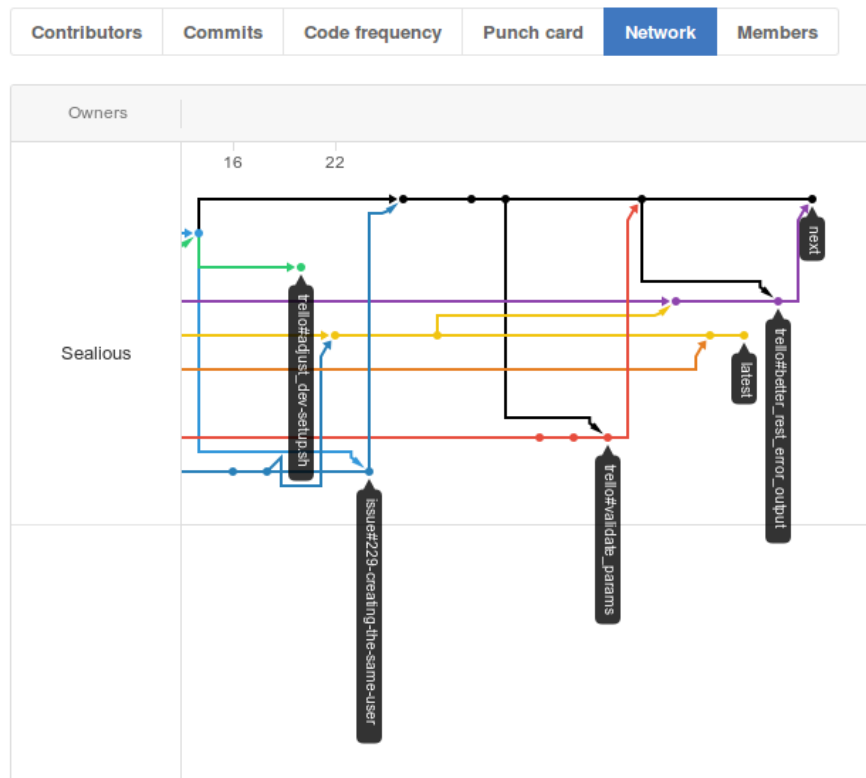 Contributors
Commits
Code frequency
Punch card
Network
Members
Owners
16
22
Sealious
trello#adjust_dev-setup.sh
issue#229-creating-the-same-user
trello#validate_params
latest
trello#better_rest_error_output
next